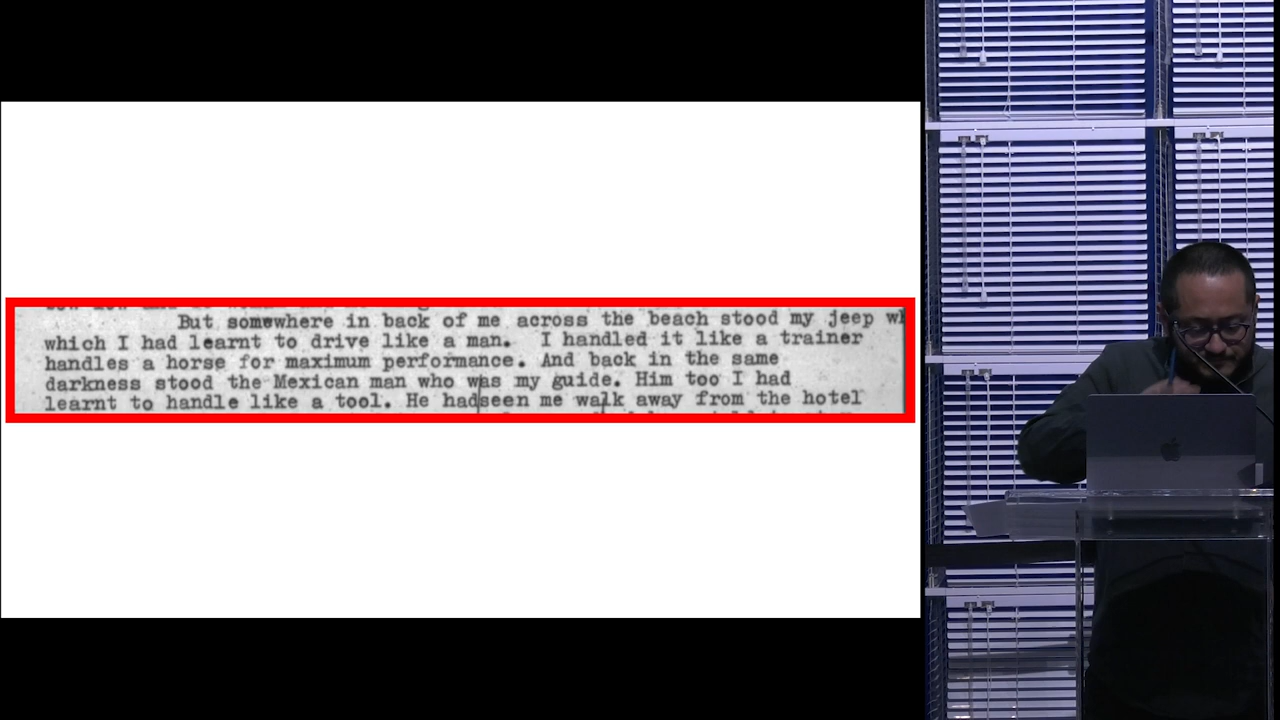 But somewhere in back of me across the beach stood my jeep
which I had learnt to drive like a man. I handled it like a trainer
handles a horse for maximum performance. And back in the same
darkness stood the Mexican man who was my guide. Him too I had
learnt to handle like a tool. He hadseen me walk away from the hotel